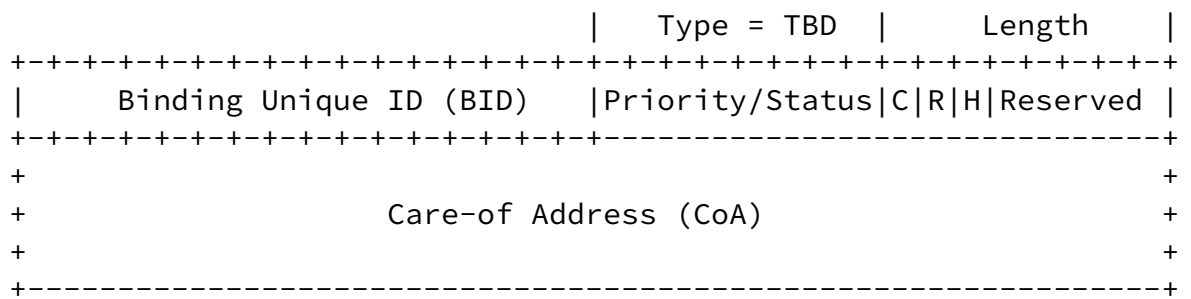 | Type = TBD | Length |
+-+-+-+-+-+-+-+-+-+-+-+-+-+-+-+-+-+-+-+-+-+-+-+-+-+-+-+-+-+-+-+-+
| Binding Unique ID (BID) |Priority/Status|C|R|H|Reserved |
+-+-+-+-+-+-+-+-+-+-+-+-+-+-+-+-+-------------------------------+
+ +
+ Care-of Address (CoA) +
+ +
+---------------------------------------------------------------+